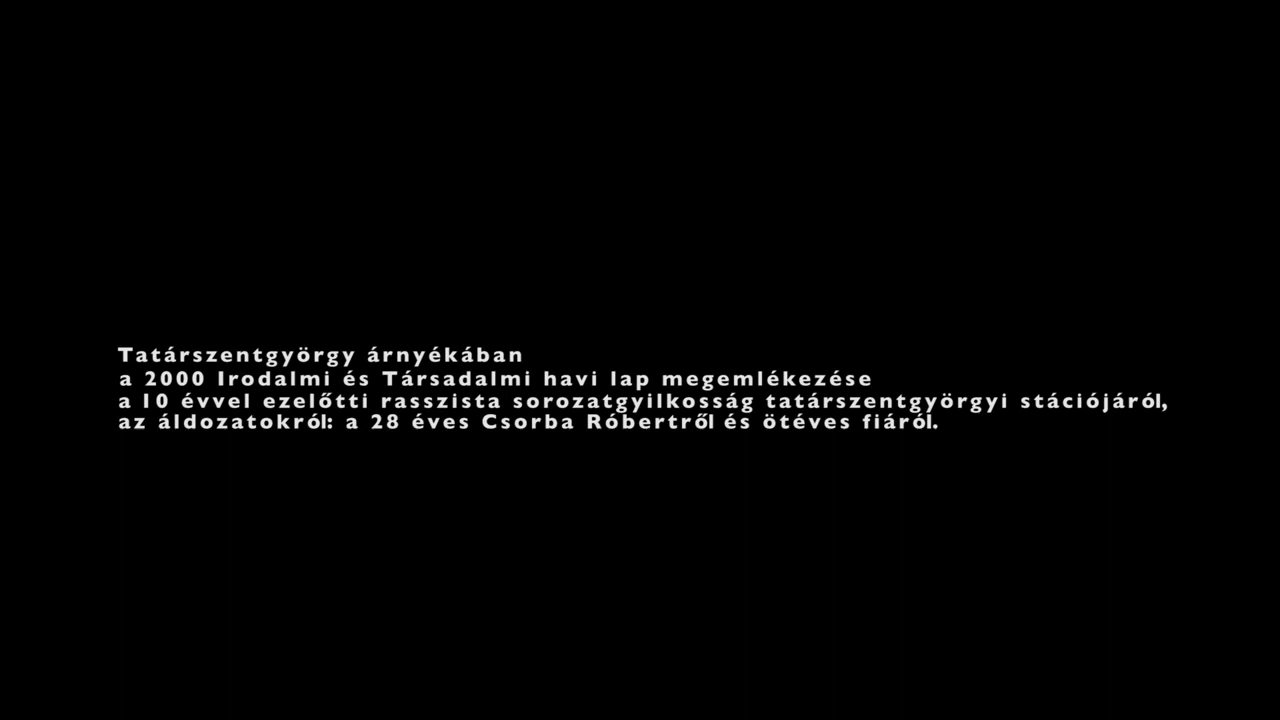 Tatárszentgyörgy árnyékában
a 2000 Irodalmi és Társadalmi havi lap megemlékezése
a 10 évvel ezelőtti rasszista sorozatgyilkosság tatárszentgyörgyi stációjáról,
az áldozatokról: a 28 éves Csorba Róbertről és ötéves fiáról.